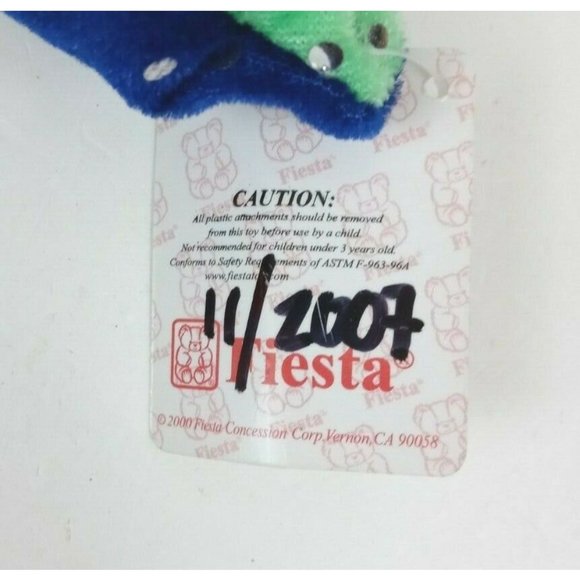 CAUTION:
All plastic attachments should be removed
from this toy before use by a child.
Not recommended for children under 3 years old.
Conforms to Safety Requirements of ASTM F-963-96A
11/2007
Fiesta®
©2000 Fiesta Concession Corp. Vernon, CA 90058